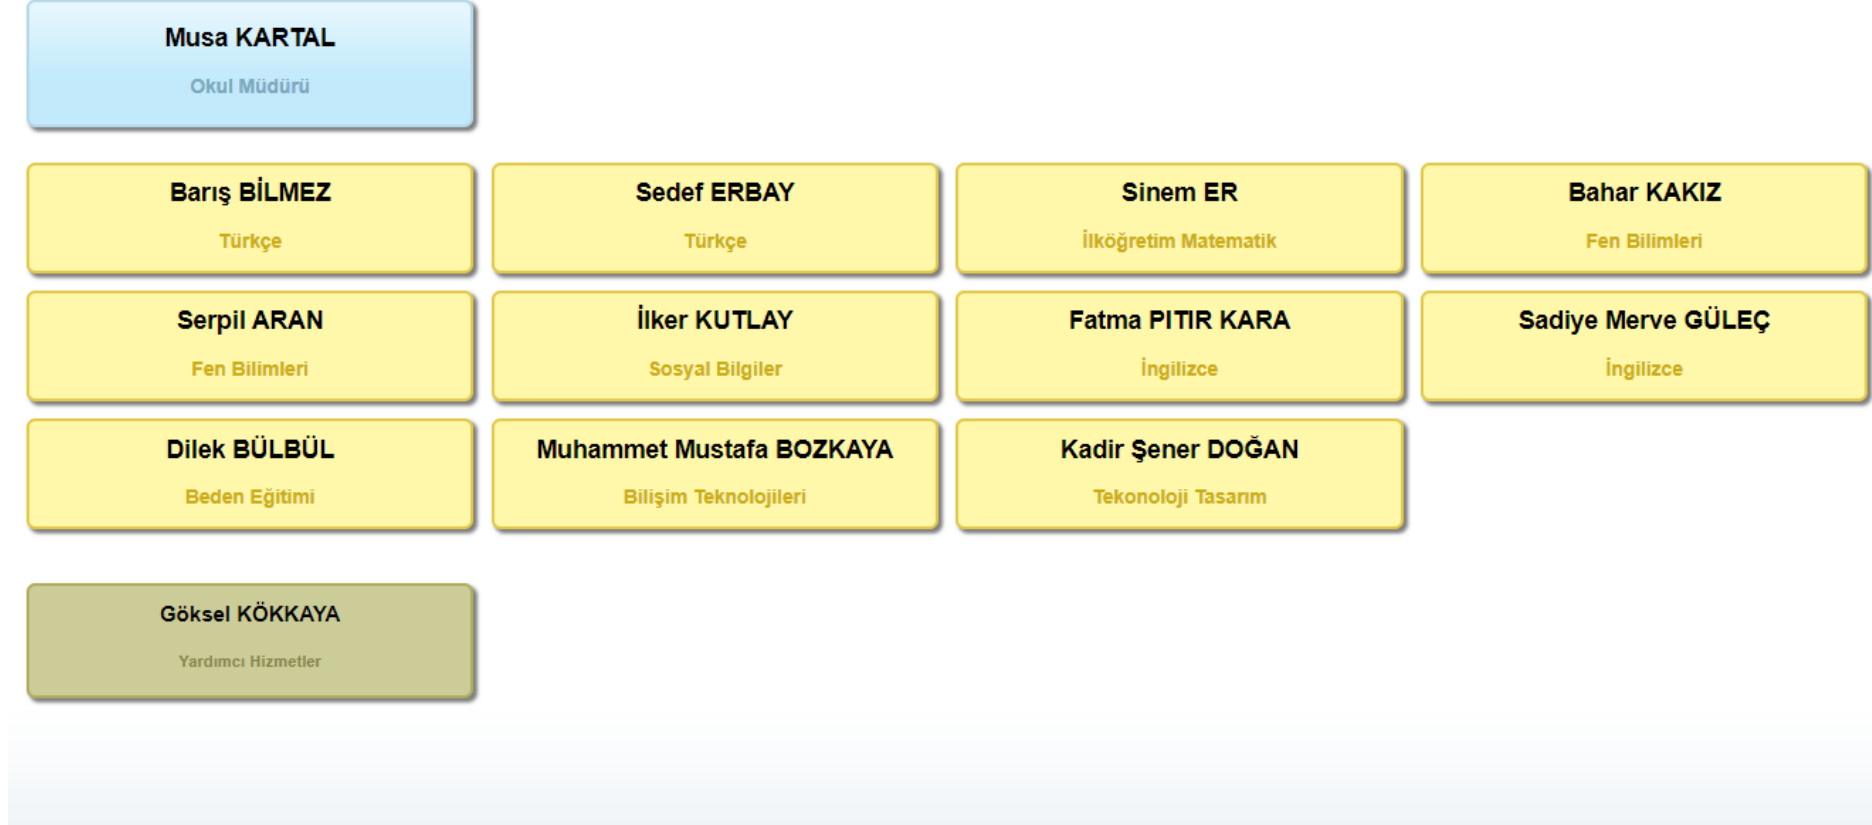 Musa KARTAL
Okul Müdürü
Barış BİLMEZ
Türkçe
Sedef ERBAY
Türkçe
Sinem ER
İlköğretim Matematik
Bahar KAKIZ
Fen Bilimleri
Serpil ARAN
Fen Bilimleri
İlker KUTLAY
Sosyal Bilgiler
Fatma PITIR KARA
İngilizce
Sadiye Merve GÜLEÇ
İngilizce
Dilek BÜLBÜL
Beden Eğitimi
Muhammet Mustafa BOZKAYA
Bilişim Teknolojileri
Kadir Şener DOĞAN
Tekonoloji Tasarım
Göksel KÖKKAYA
Yardımcı Hizmetler